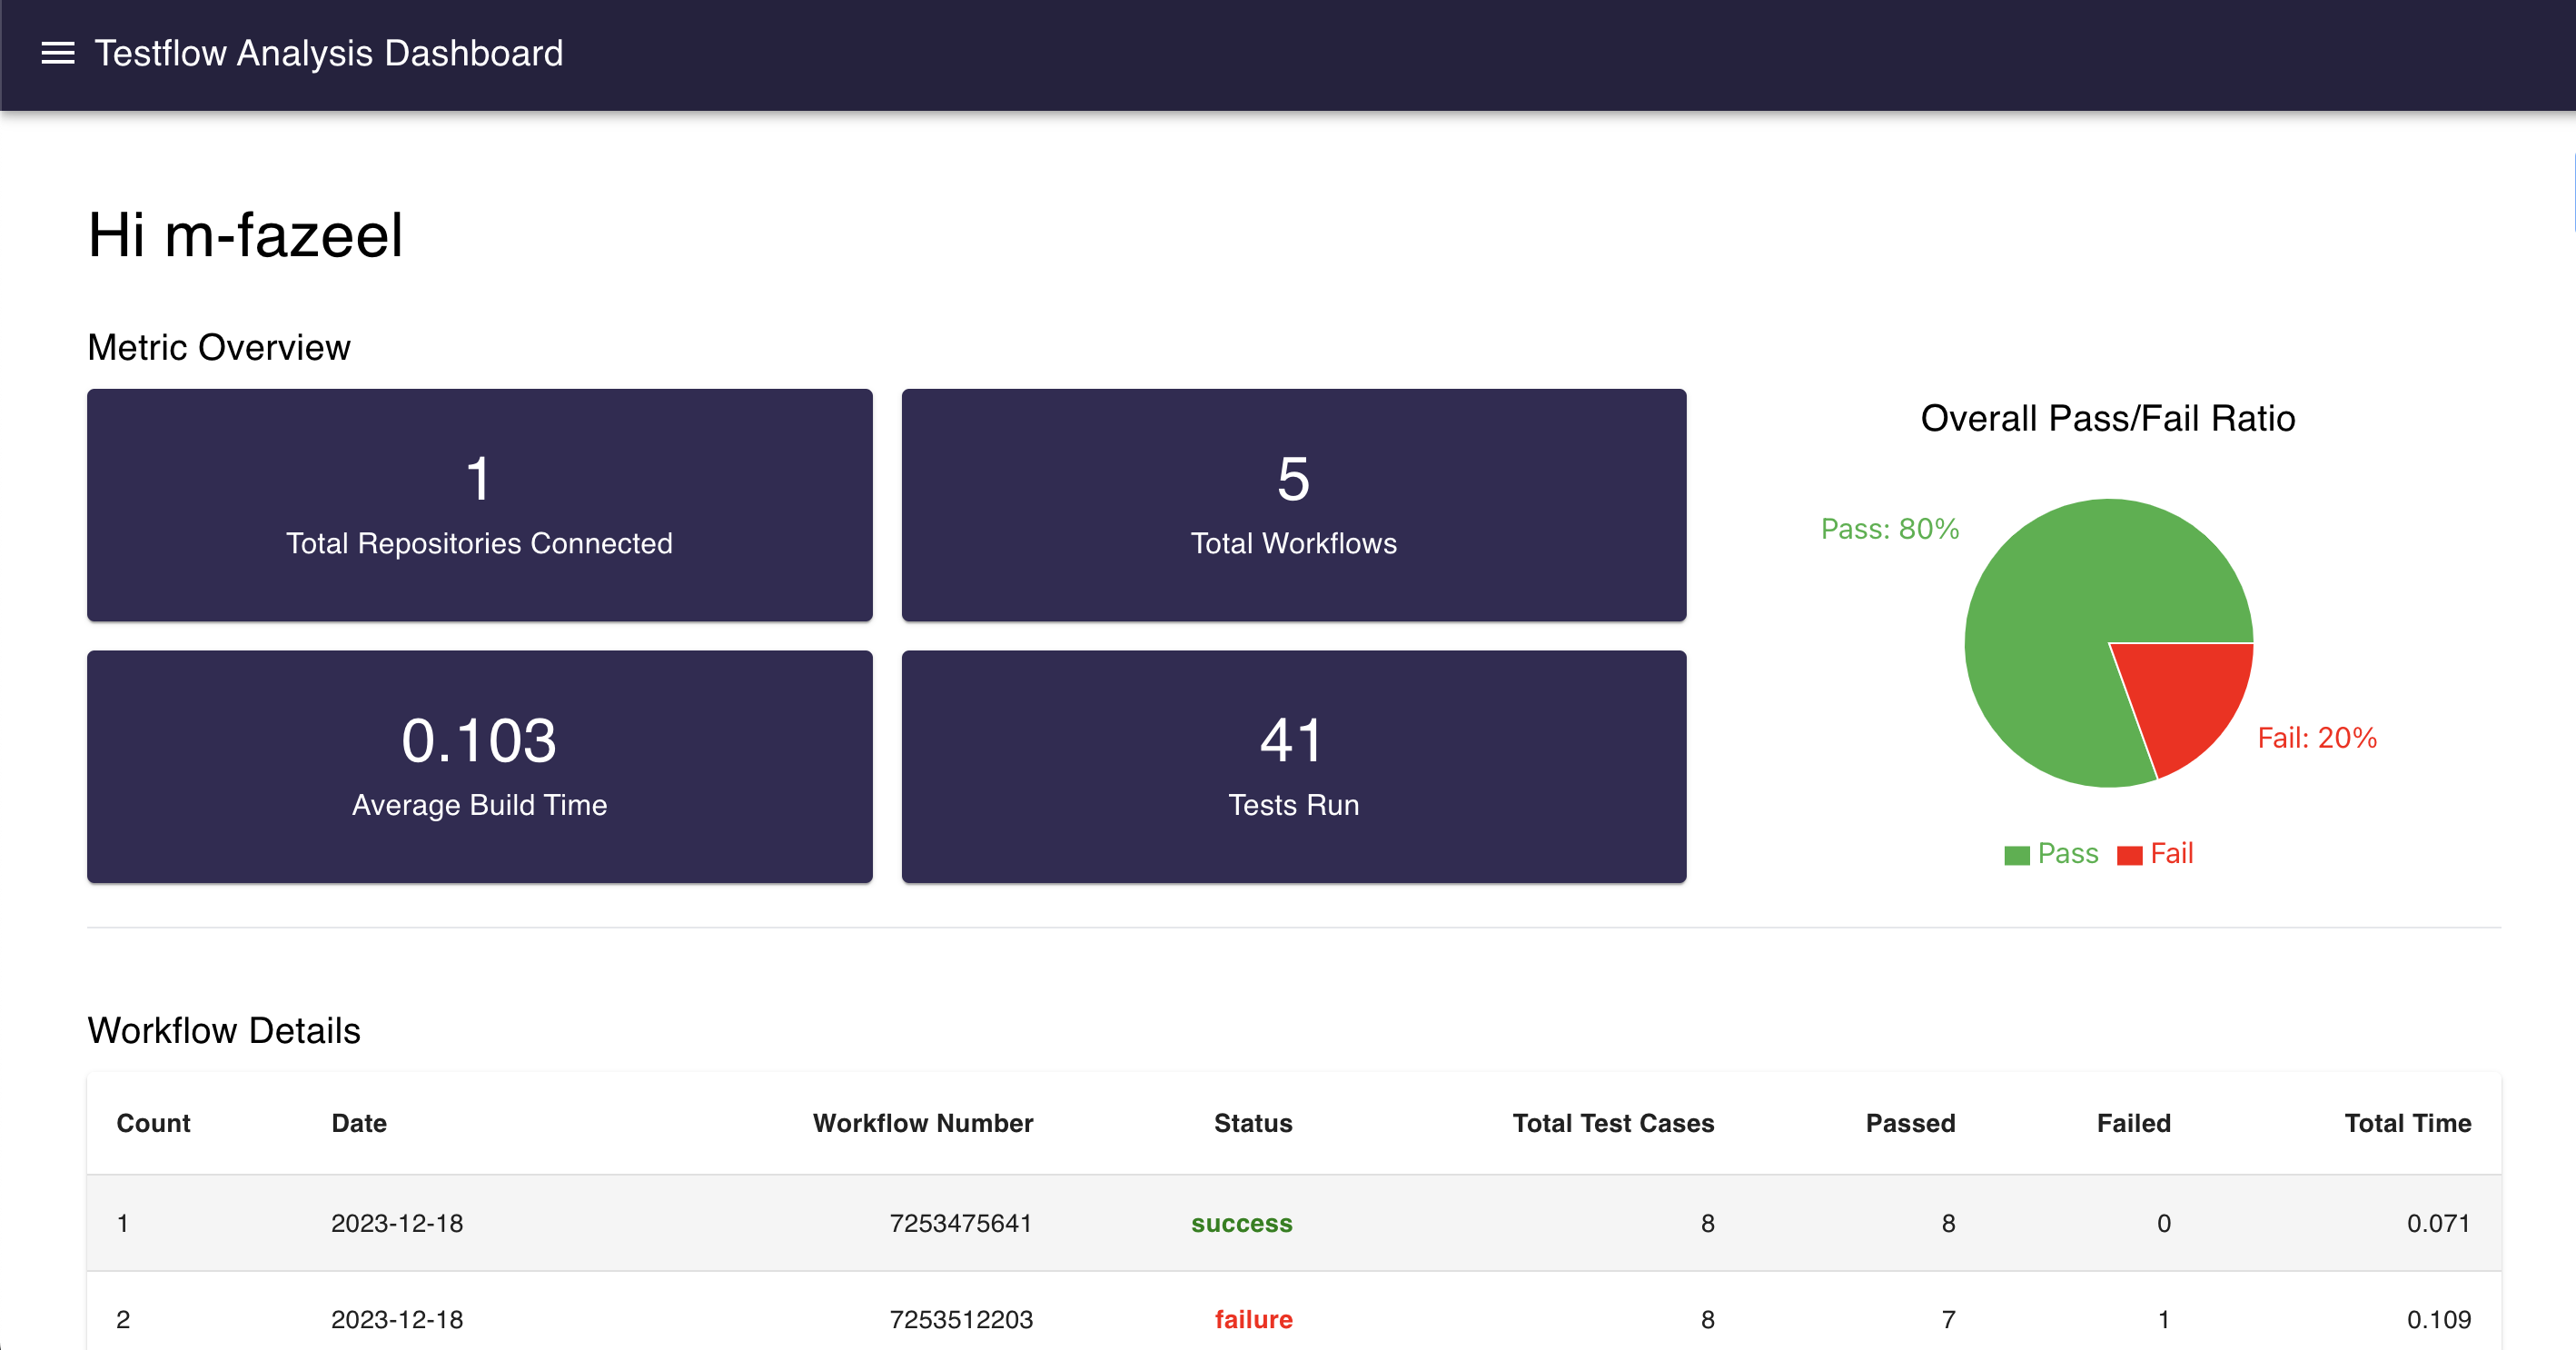 Testflow Analysis Dashboard
Hi m-fazeel
Metric Overview
1
Total Repositories Connected
5
Total Workflows
0.103
Average Build Time
41
Tests Run
Overall Pass/Fail Ratio
Pass: 80%
Fail: 20%
Pass Fail
Workflow Details
Count Date Workflow Number Status Total Test Cases Passed Failed Total Time
1 2023-12-18 7253475641 success 8 8 0 0.071
2 2023-12-18 7253512203 failure 8 7 1 0.109